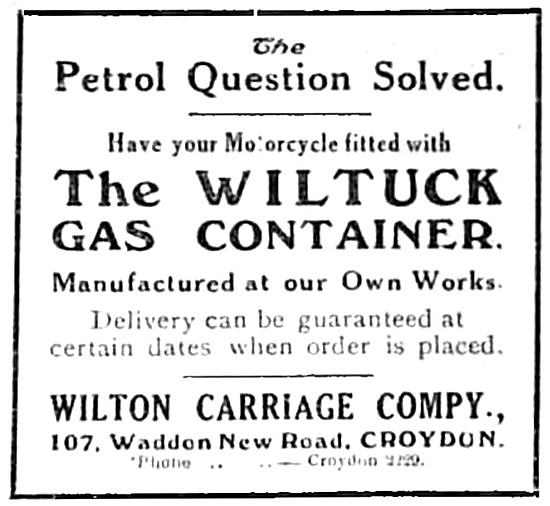 The
Petrol Question Solved.
Have your Motorcycle fitted with
The WILTUCK
GAS CONTAINER.
Manufactured at our Own Works.
Delivery can be guaranteed at
certain dates when order is placed.
WILTON CARRIAGE COMPY.,
107, Waddon New Road, CROYDON.
'Phone .. ..— Croydon